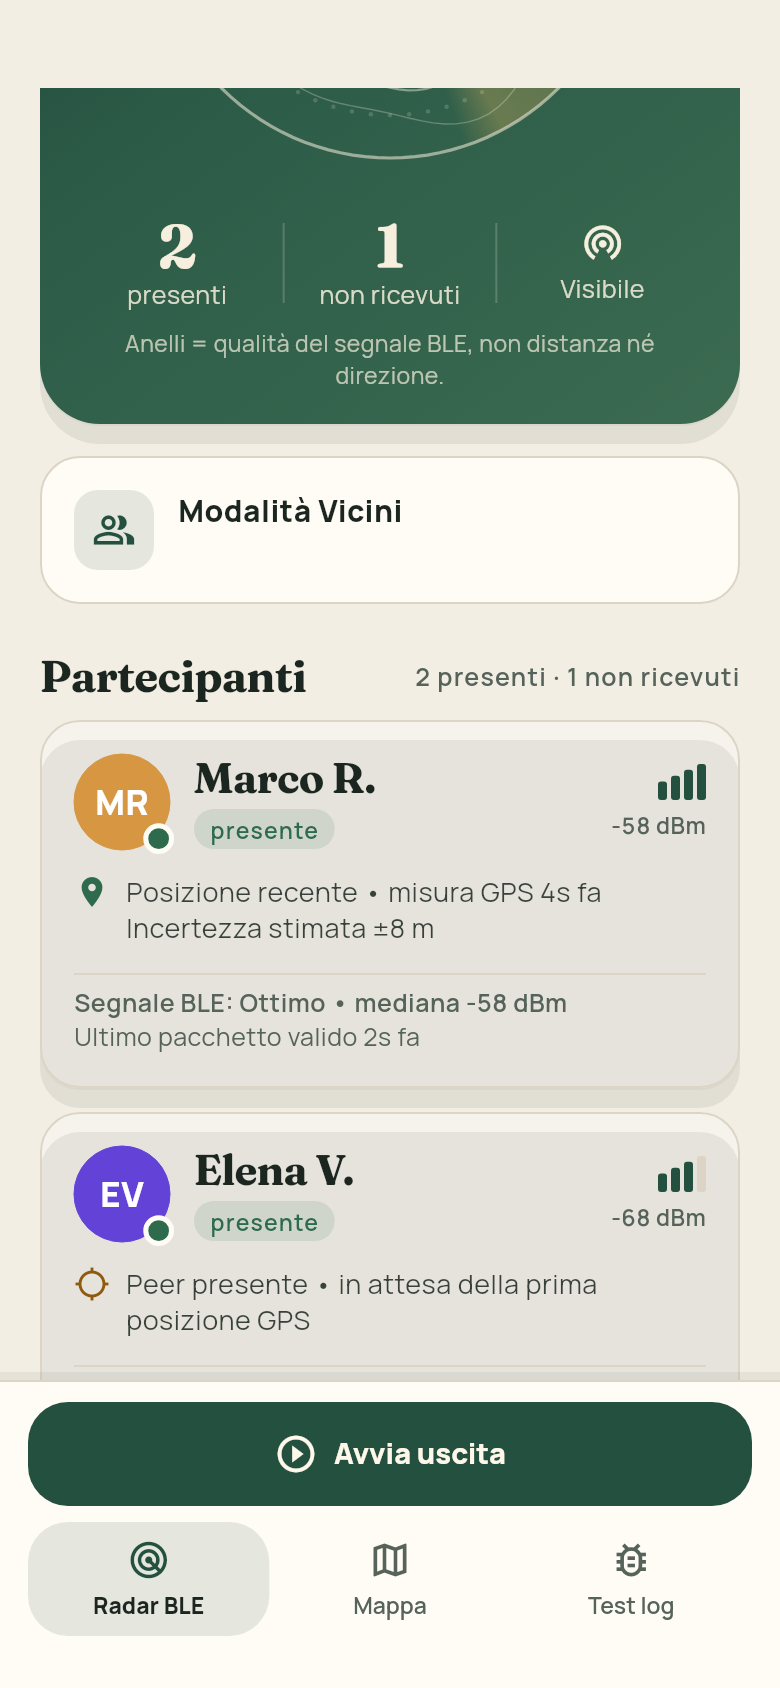 2
presenti
1
non ricevuti
Visibile
Anelli = qualità del segnale BLE, non distanza né
direzione.
Modalità Vicini
Partecipanti
2 presenti · 1 non ricevuti
MR
Marco R.
presente
-58 dBm
Posizione recente • misura GPS 4s fa
Incertezza stimata ±8 m
Segnale BLE: Ottimo • mediana -58 dBm
Ultimo pacchetto valido 2s fa
EV
Elena V.
presente
-68 dBm
Peer presente • in attesa della prima
posizione GPS
Avvia uscita
Radar BLE
Mappa
Test log